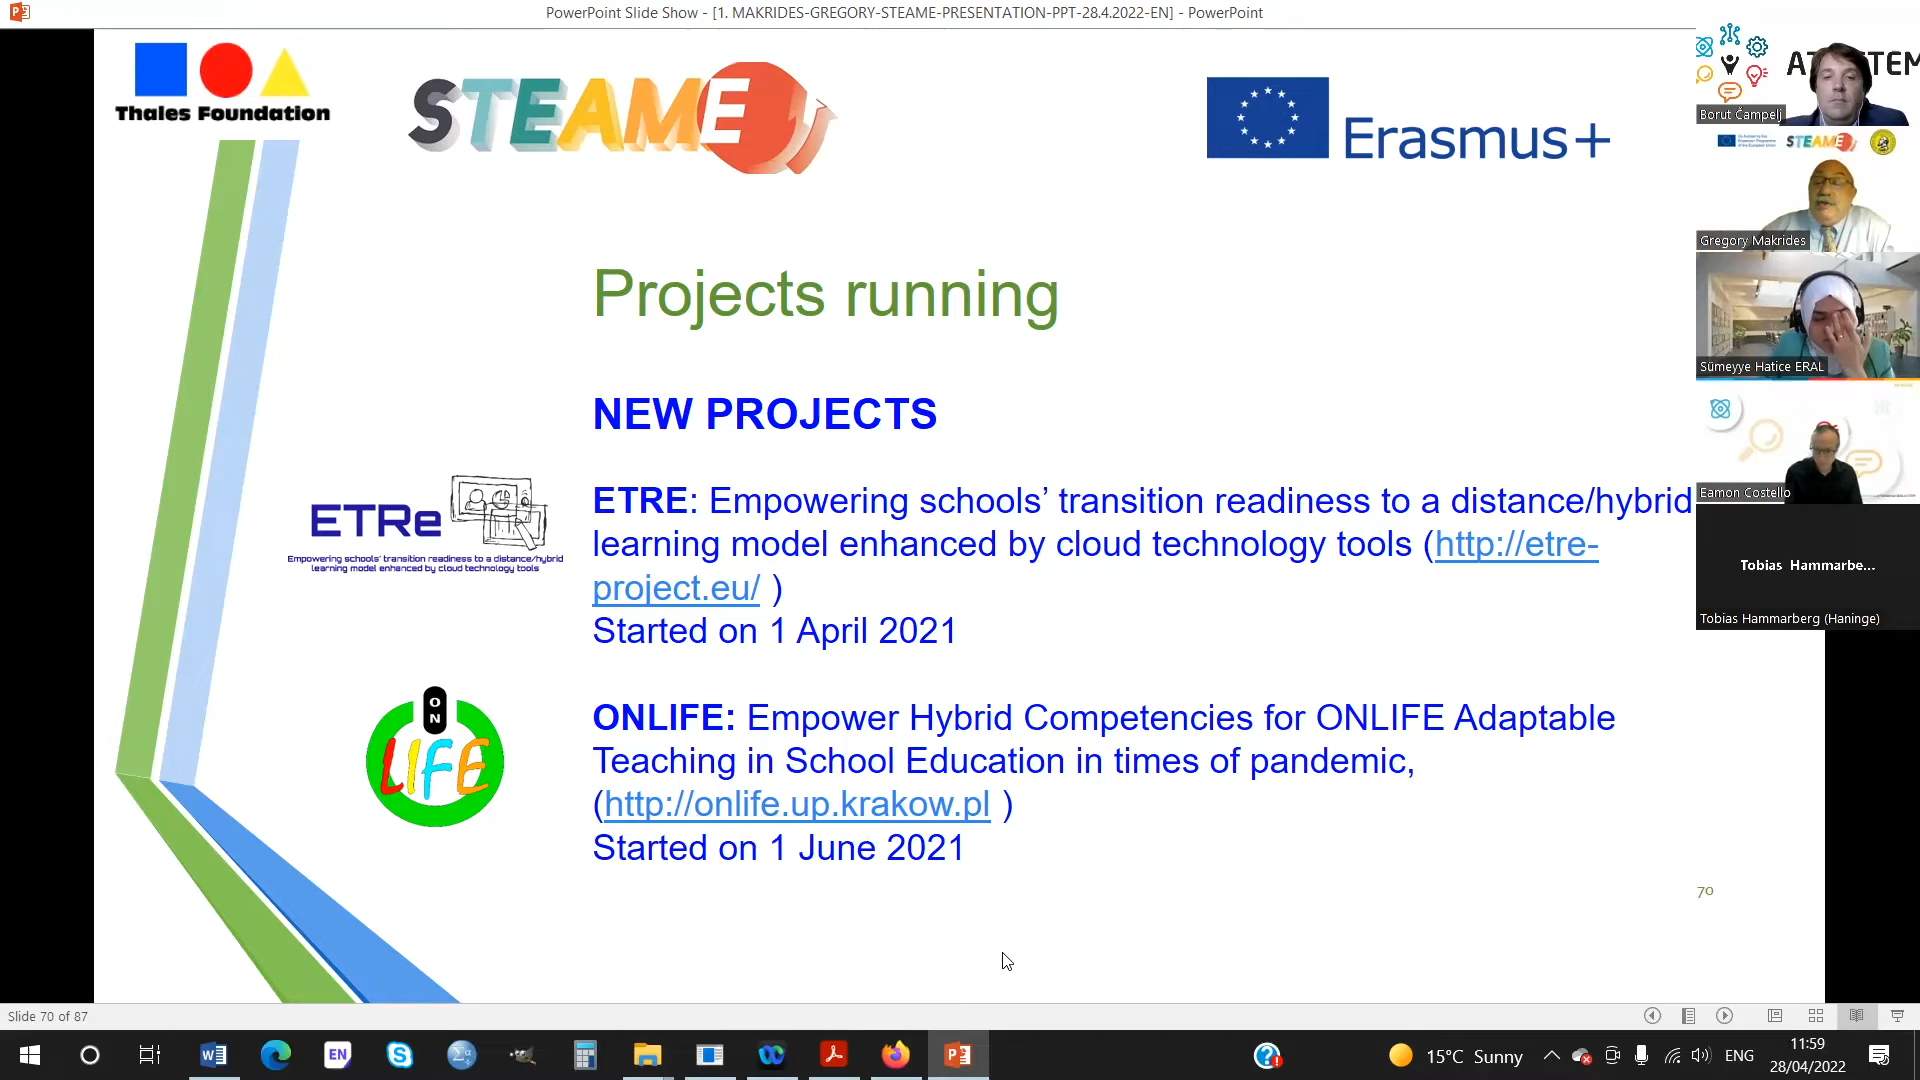 PowerPoint Slide Show - [1. MAKRIDES-GREGORY-STEAME-PRESENTATION-PPT-28.4.2022-EN] - PowerPoint
Thales Foundation
STEAME
Erasmus+
Projects running
NEW PROJECTS
ETRe
Empowering schools' transition readiness to a distance/hybrid
learning model enhanced by cloud technology tools
ETRE: Empowering schools’ transition readiness to a distance/hybrid
learning model enhanced by cloud technology tools (http://etre-
project.eu/ )
Started on 1 April 2021
ON
LIFE
ONLIFE: Empower Hybrid Competencies for ONLIFE Adaptable
Teaching in School Education in times of pandemic,
(http://onlife.up.krakow.pl )
Started on 1 June 2021
70
Borut Čampelj
STEAME
Gregory Makrides
Sümeyye Hatice ERAL
Eamon Costello
Tobias Hammarbe...
Tobias Hammarberg (Haninge)
Slide 70 of 87
EN
15°C Sunny
ENG
11:59
28/04/2022